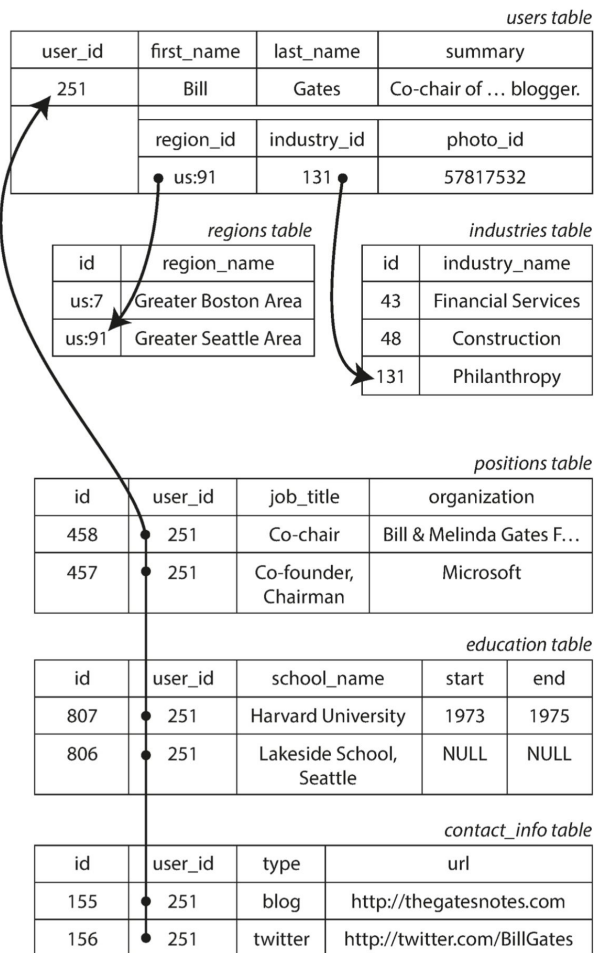 users table
user_id first_name last_name summary
251 Bill Gates Co-chair of … blogger.
region_id industry_id photo_id
us:91 131 57817532
regions table
id region_name
us:7 Greater Boston Area
us:91 Greater Seattle Area
industries table
id industry_name
43 Financial Services
48 Construction
131 Philanthropy
positions table
id user_id job_title organization
458 251 Co-chair Bill & Melinda Gates F…
457 251 Co-founder, Microsoft
Chairman
education table
id user_id school_name start end
807 251 Harvard University 1973 1975
806 251 Lakeside School, NULL NULL
Seattle
contact_info table
id user_id type url
155 251 blog http://thegatesnotes.com
156 251 twitter http://twitter.com/BillGates